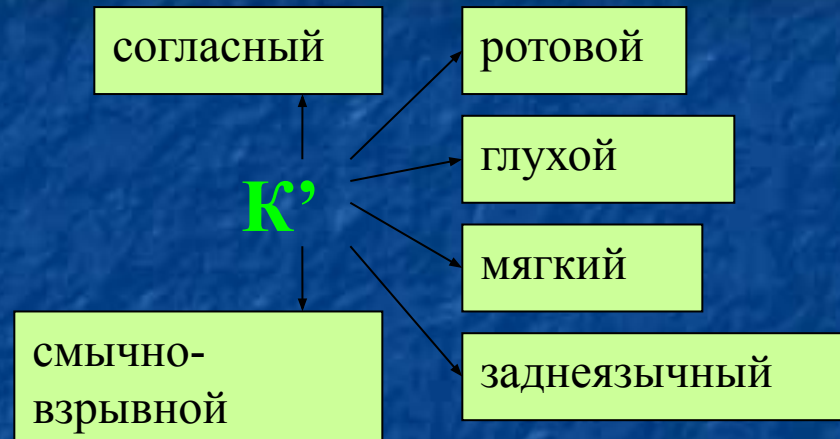 согласный
ротовой
глухой
К’
мягкий
смычно-
взрывной
заднеязычный